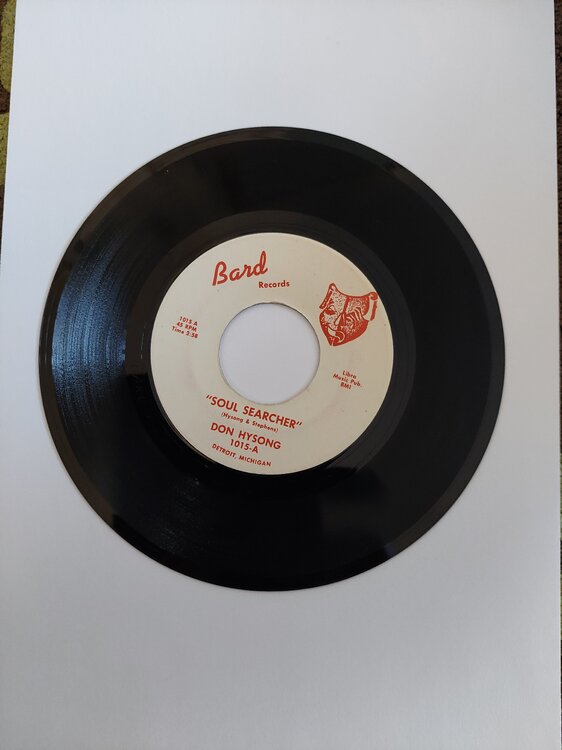 Bard
Records
1015 A
45 RPM
Time 2:58
Libra
Music Pub.
BMI
"SOUL SEARCHER"
(Hysong & Stephens)
DON HYSONG
1015-A
DETROIT, MICHIGAN